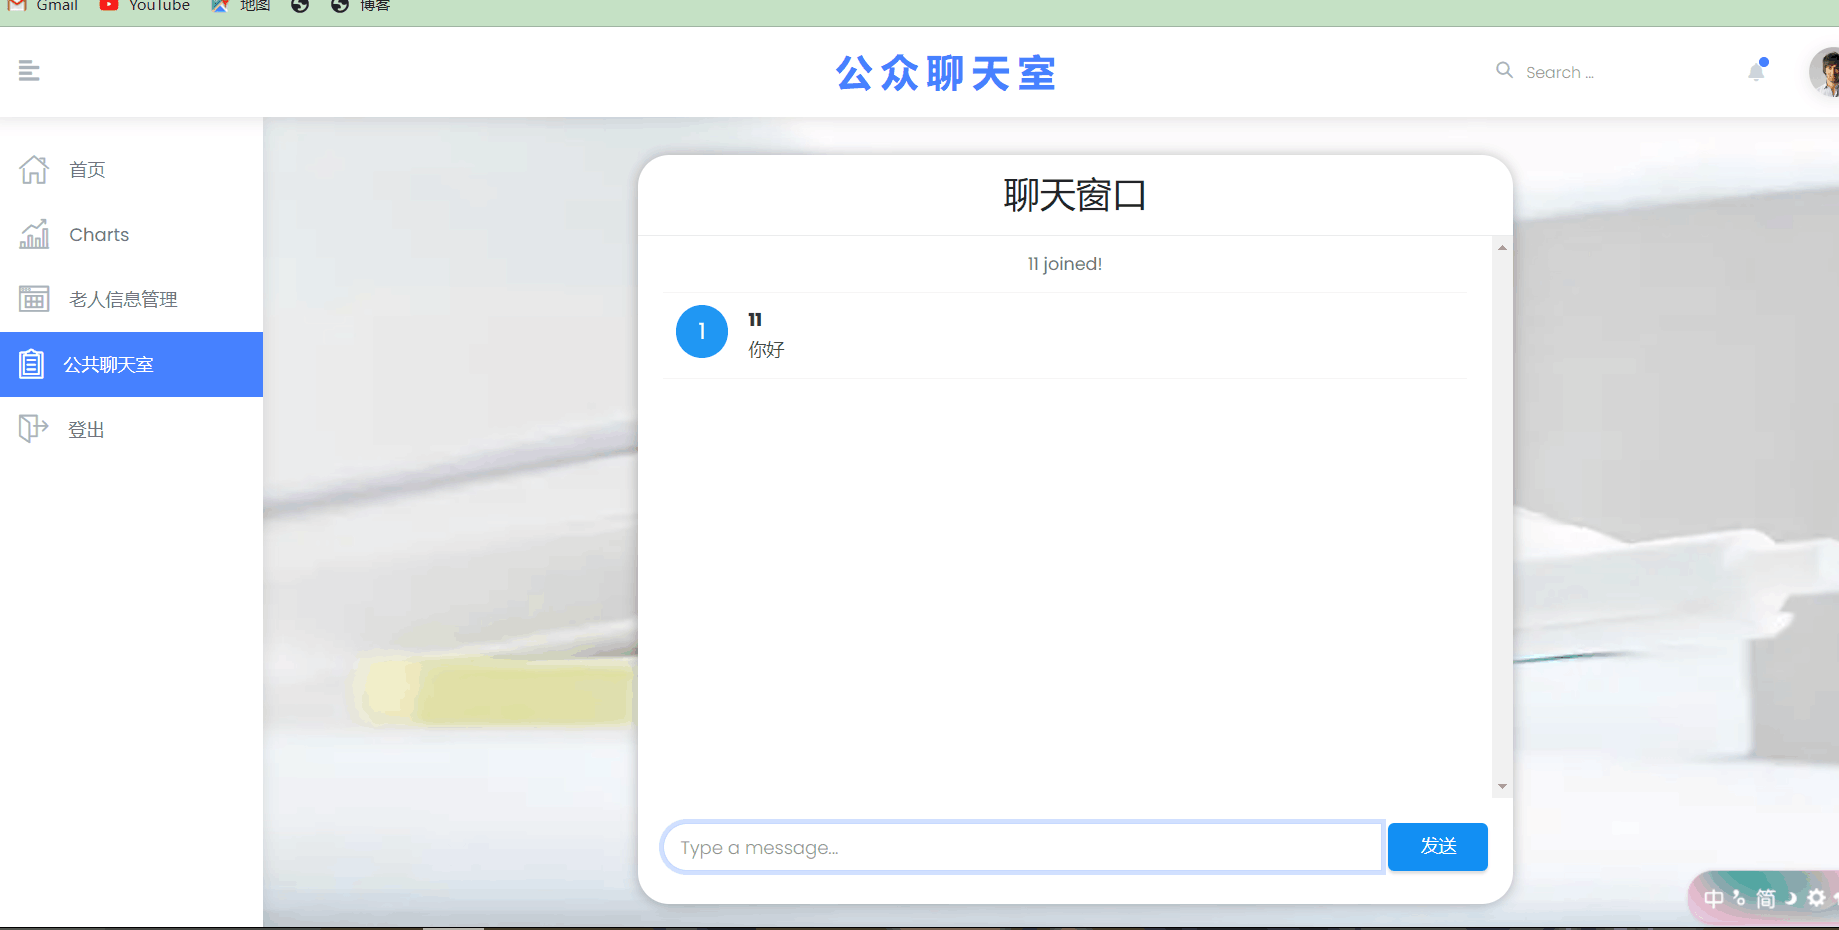 Gmail YouTube 地图 博客
公众聊天室
Search ...
首页
Charts
老人信息管理
公共聊天室
登出
聊天窗口
11 joined!
1
11
你好
Type a message...
发送
中 简